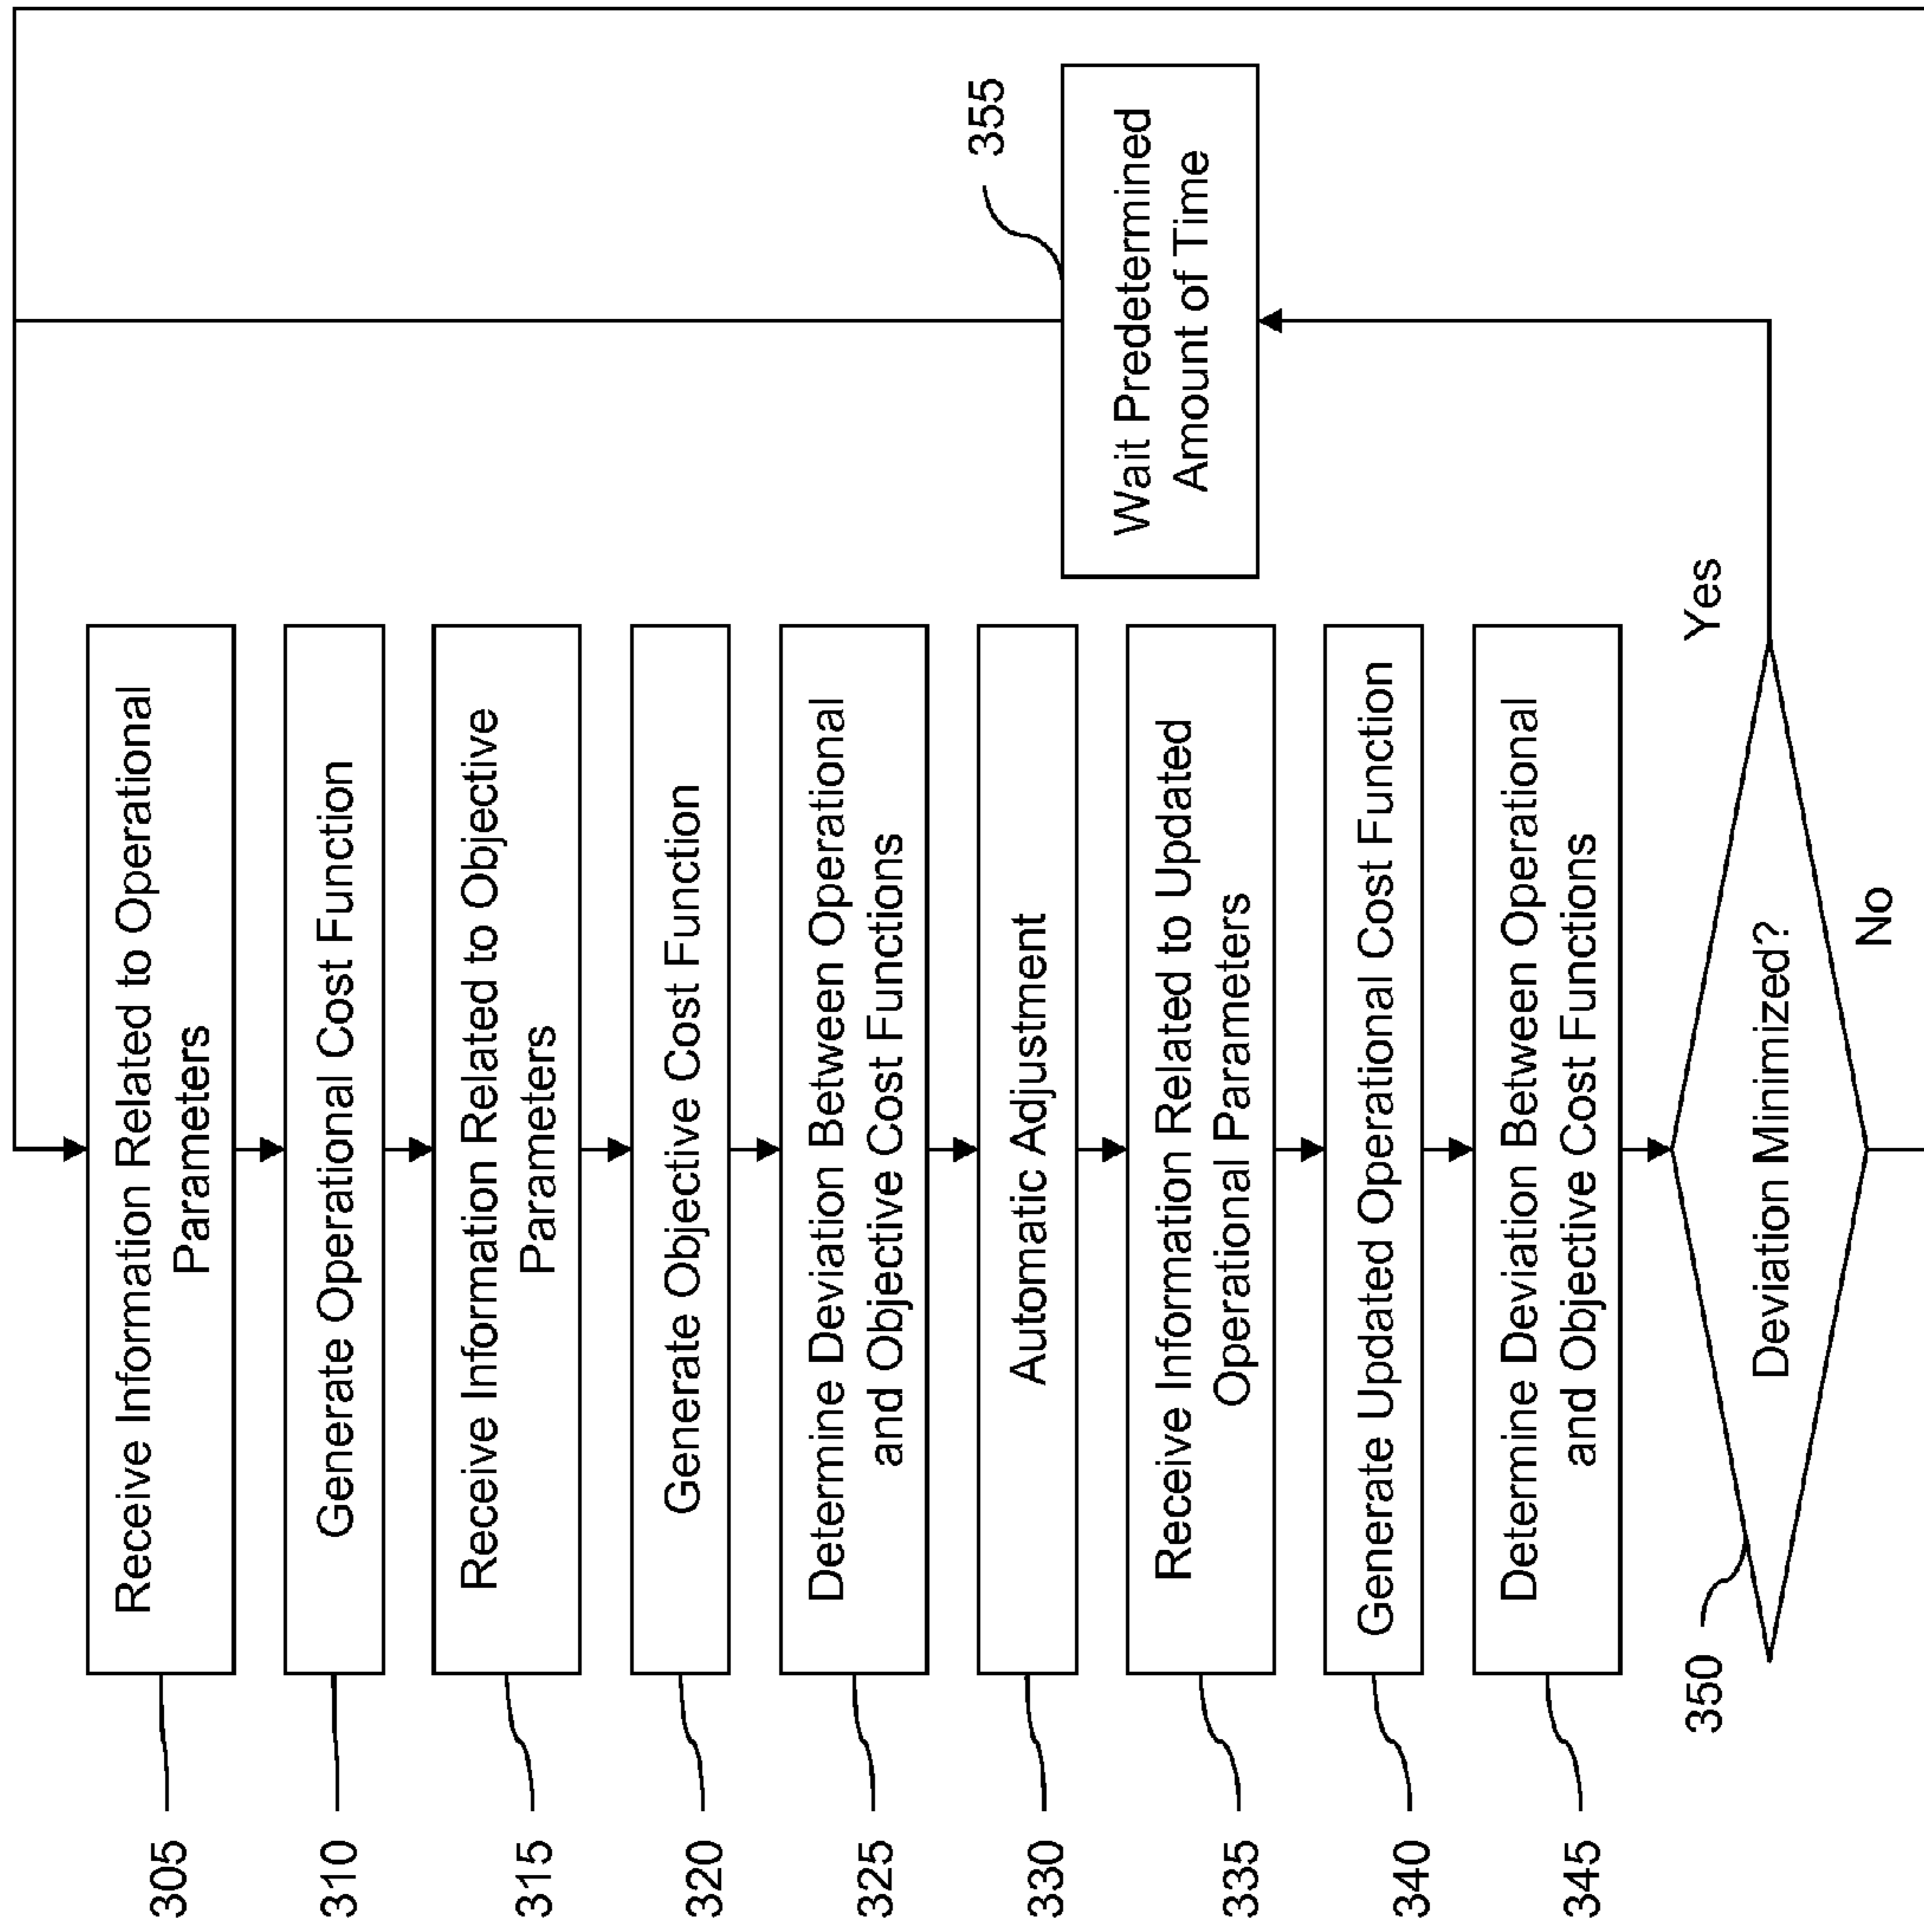 305
Receive Information Related to Operational
Parameters
310
Generate Operational Cost Function
315
Receive Information Related to Objective
Parameters
320
Generate Objective Cost Function
325
Determine Deviation Between Operational
and Objective Cost Functions
330
Automatic Adjustment
335
Receive Information Related to Updated
Operational Parameters
340
Generate Updated Operational Cost Function
345
Determine Deviation Between Operational
and Objective Cost Functions
350
Deviation Minimized?
Yes
No
355
Wait Predetermined
Amount of Time